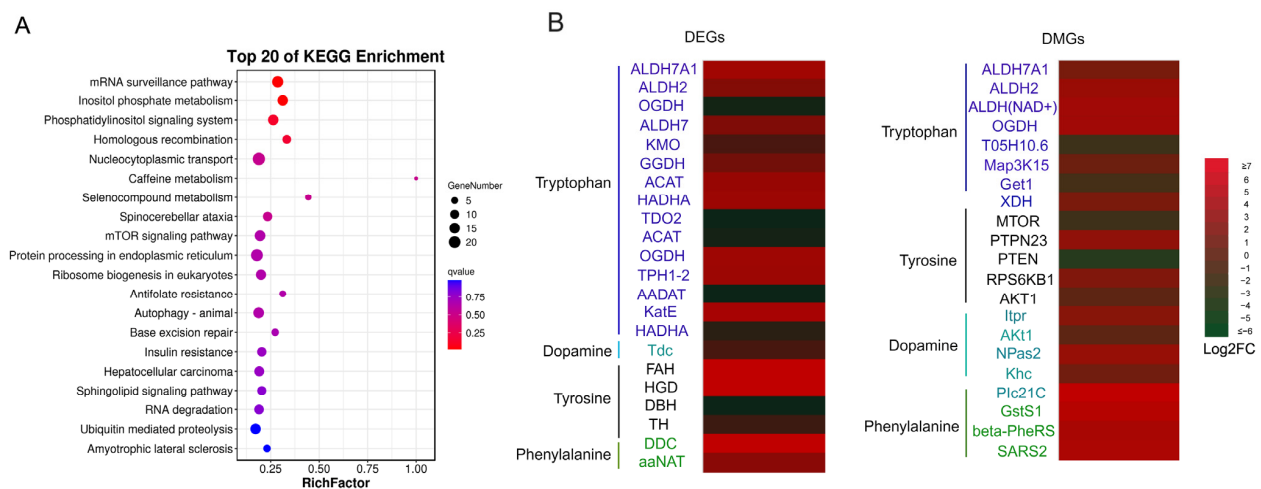 A
Top 20 of KEGG Enrichment
mRNA surveillance pathway
Inositol phosphate metabolism
Phosphatidylinositol signaling system
Homologous recombination
Nucleocytoplasmic transport
Caffeine metabolism
Selenocompound metabolism
Spinocerebellar ataxia
mTOR signaling pathway
Protein processing in endoplasmic reticulum
Ribosome biogenesis in eukaryotes
Antifolate resistance
Autophagy - animal
Base excision repair
Insulin resistance
Hepatocellular carcinoma
Sphingolipid signaling pathway
RNA degradation
Ubiquitin mediated proteolysis
Amyotrophic lateral sclerosis
0.25 0.50 0.75 1.00
RichFactor
GeneNumber
5
10
15
20
qvalue
0.75
0.50
0.25
B
DEGs
Tryptophan
ALDH7A1
ALDH2
OGDH
ALDH7
KMO
GGDH
ACAT
HADHA
TDO2
ACAT
OGDH
TPH1-2
AADAT
KatE
HADHA
Dopamine
Tdc
Tyrosine
FAH
HGD
DBH
TH
Phenylalanine
DDC
aaNAT
DMGs
Tryptophan
ALDH7A1
ALDH2
ALDH(NAD+)
OGDH
T05H10.6
Map3K15
Get1
XDH
Tyrosine
MTOR
PTPN23
PTEN
RPS6KB1
AKT1
Dopamine
Itpr
AKt1
NPas2
Khc
Plc21C
Phenylalanine
GstS1
beta-PheRS
SARS2
≥7
6
5
4
3
2
1
0
−1
−2
−3
−4
−5
≤−6
Log2FC